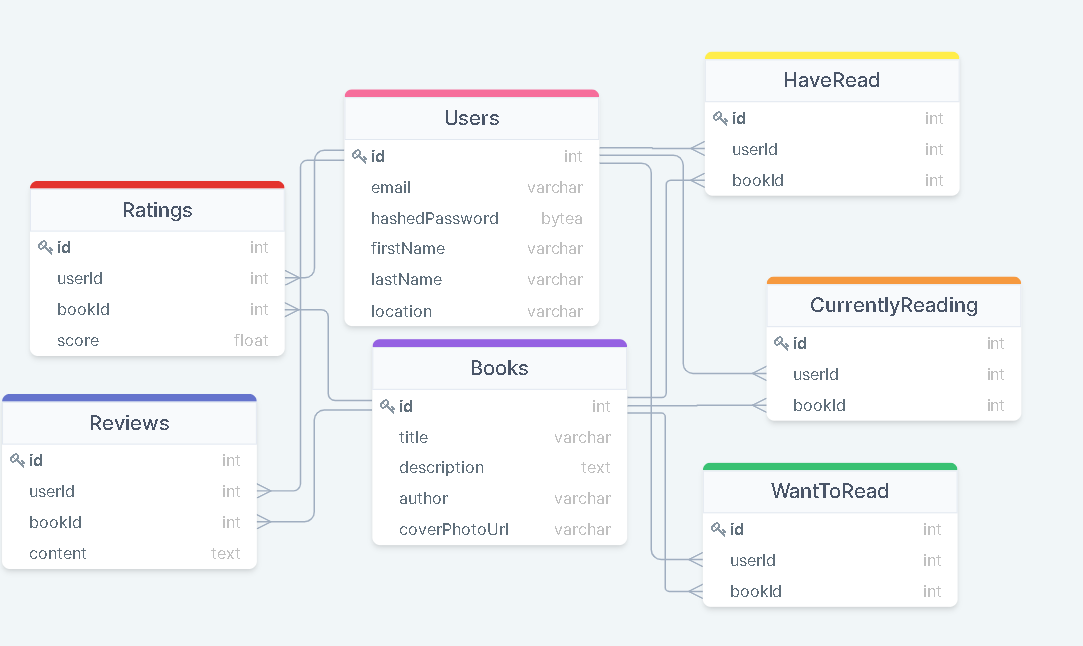 HaveRead
id int
userId int
bookId int
Users
id int
email varchar
hashedPassword bytea
firstName varchar
lastName varchar
location varchar
Ratings
id int
userId int
bookId int
score float
CurrentlyReading
id int
userId int
bookId int
Books
id int
title varchar
description text
author varchar
coverPhotoUrl varchar
Reviews
id int
userId int
bookId int
content text
WantToRead
id int
userId int
bookId int